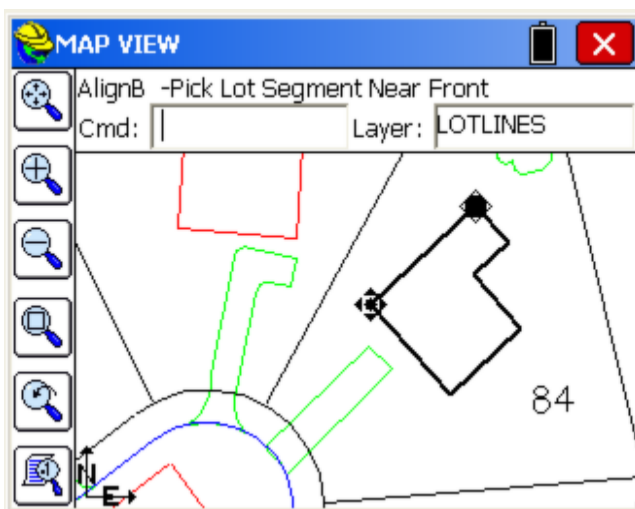 MAP VIEW
AlignB -Pick Lot Segment Near Front
Cmd: Layer: LOTLINES
84
N
E